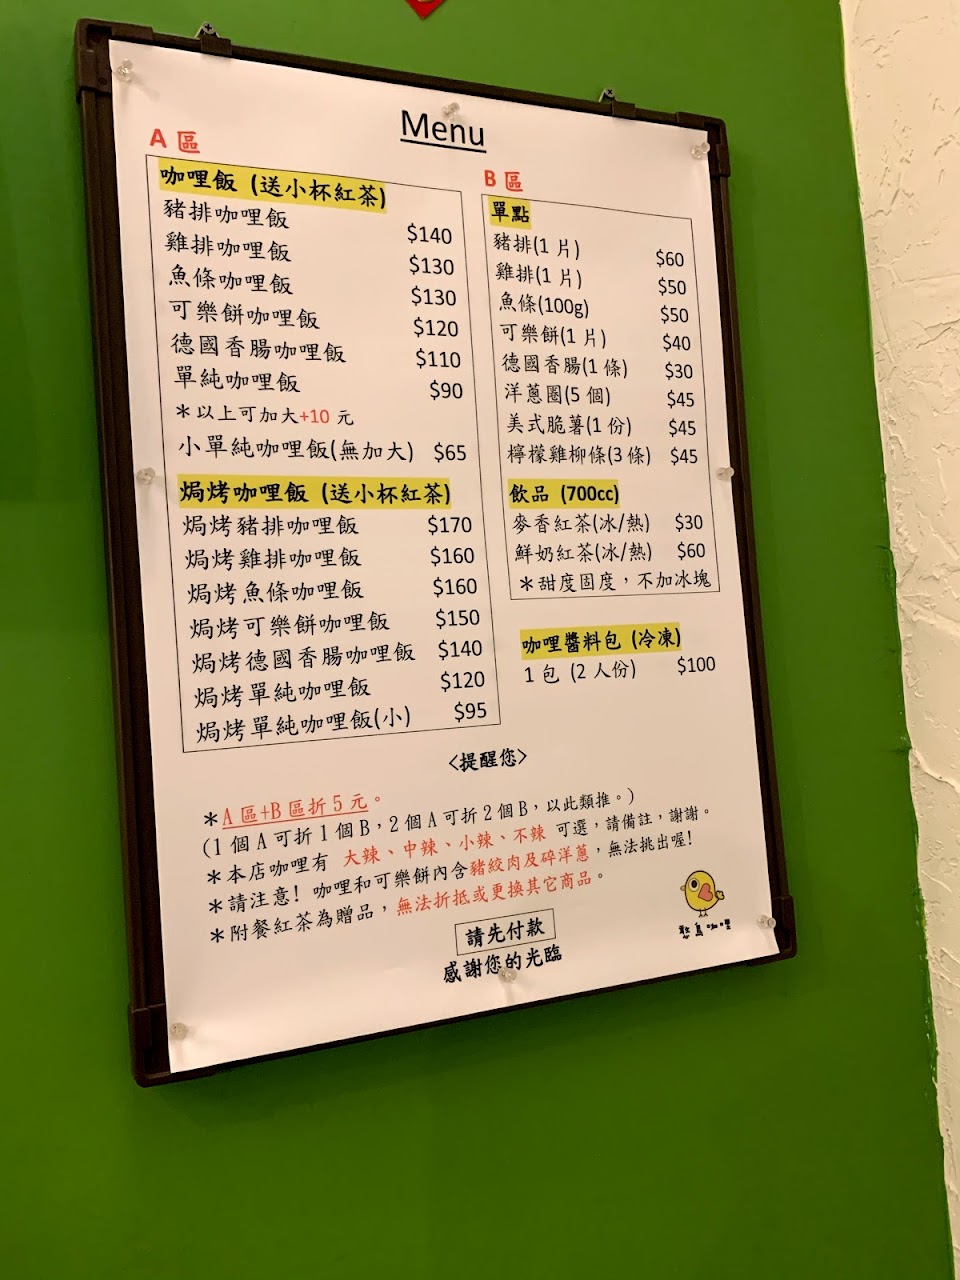 Menu
A 區
咖哩飯 (送小杯紅茶)
豬排咖哩飯 $140
雞排咖哩飯 $130
魚條咖哩飯 $130
可樂餅咖哩飯 $120
德國香腸咖哩飯 $110
單純咖哩飯 $90
＊以上可加大+10 元
小單純咖哩飯(無加大) $65
焗烤咖哩飯 (送小杯紅茶)
焗烤豬排咖哩飯 $170
焗烤雞排咖哩飯 $160
焗烤魚條咖哩飯 $160
焗烤可樂餅咖哩飯 $150
焗烤德國香腸咖哩飯 $140
焗烤單純咖哩飯 $120
焗烤單純咖哩飯(小) $95
B 區
單點
豬排(1 片) $60
雞排(1 片) $50
魚條(100g) $50
可樂餅(1 片) $40
德國香腸(1 條) $30
洋蔥圈(5 個) $45
美式脆薯(1 份) $45
檸檬雞柳條(3 條) $45
飲品 (700cc)
麥香紅茶(冰/熱) $30
鮮奶紅茶(冰/熱) $60
＊甜度固度，不加冰塊
咖哩醬料包 (冷凍)
1 包 (2 人份) $100
<提醒您>
＊A 區+B 區折 5 元。
(1 個 A 可折 1 個 B，2 個 A 可折 2 個 B，以此類推。)
＊本店咖哩有 大辣、中辣、小辣、不辣 可選，請備註，謝謝。
＊請注意! 咖哩和可樂餅內含豬絞肉及碎洋蔥，無法挑出喔!
＊附餐紅茶為贈品，無法折抵或更換其它商品。
請先付款
感謝您的光臨
憨鳥咖哩